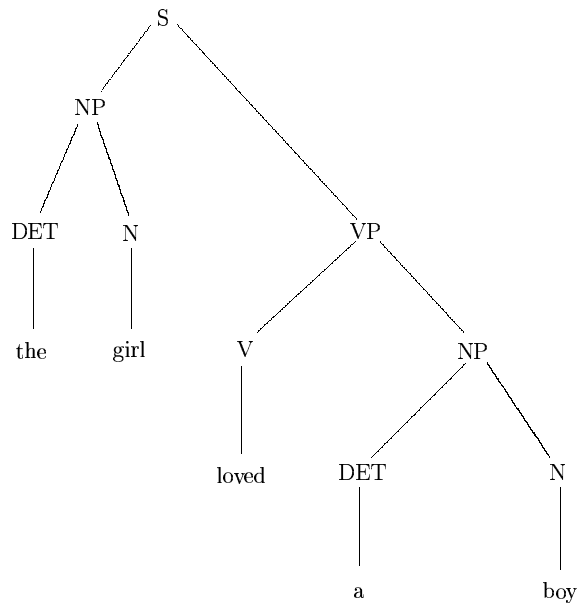 S
NP
DET N VP
the girl V NP
loved DET N
a boy